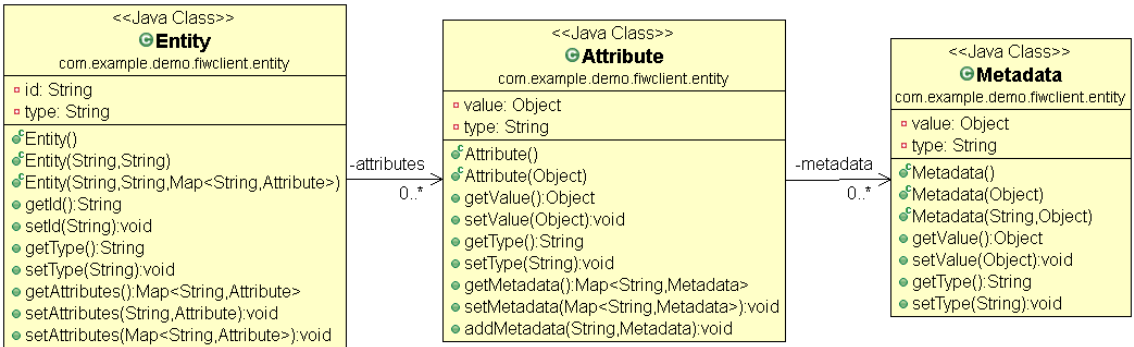 <<Java Class>>
Entity
com.example.demo.fiwclient.entity
id: String
type: String
Entity()
Entity(String,String)
Entity(String,String,Map<String,Attribute>)
getId():String
setId(String):void
getType():String
setType(String):void
getAttributes():Map<String,Attribute>
setAttributes(String,Attribute):void
setAttributes(Map<String,Attribute>):void
-attributes
0..*
<<Java Class>>
Attribute
com.example.demo.fiwclient.entity
value: Object
type: String
Attribute()
Attribute(Object)
getValue():Object
setValue(Object):void
getType():String
setType(String):void
getMetadata():Map<String,Metadata>
setMetadata(Map<String,Metadata>):void
addMetadata(String,Metadata):void
-metadata
0..*
<<Java Class>>
Metadata
com.example.demo.fiwclient.entity
value: Object
type: String
Metadata()
Metadata(Object)
Metadata(String,Object)
getValue():Object
setValue(Object):void
getType():String
setType(String):void